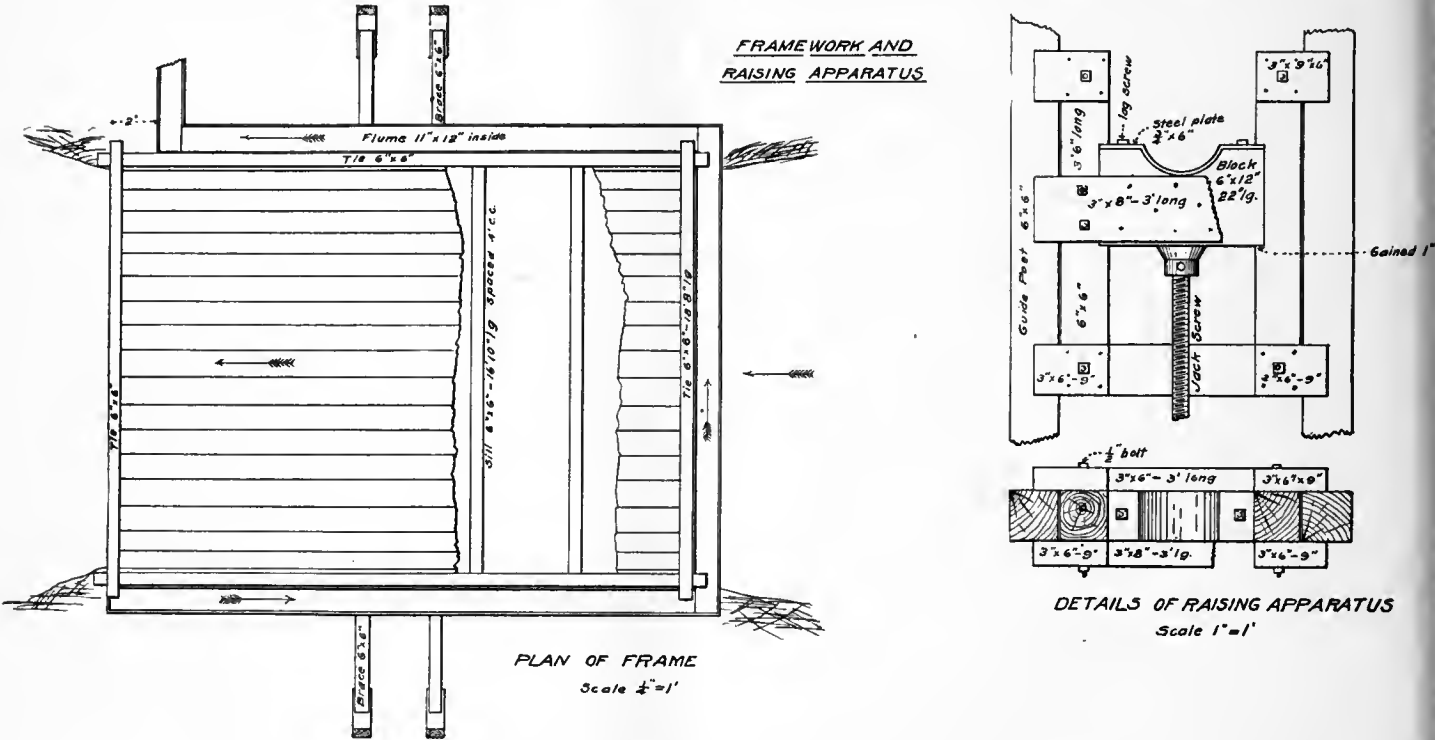 FRAMEWORK AND
RAISING APPARATUS
Brace 6"x6"
2'
Flume 11"x12" inside
Tie 6"x6"
Tie 6"x6"
Sill 6"x6"-16'10"lg spaced 4' c.c.
Tie 6"x6"-18'8"lg
Brace 6"x6"
PLAN OF FRAME
Scale ¼"=1'
3"x9"x6"
lag screw
Steel plate
"x6"
3'6" long
Block
6"x12"
22"lg.
3"x8"-3'long
Gained 1"
Guide Post 6"x6"
6"x6"
Jack Screw
3"x6"-9"
"x6"-9"
½" bolt
3"x6"-3' long
3"x6"x9"
3"x6"-9"
3"x8"-3'lg.
3"x6"-9"
DETAILS OF RAISING APPARATUS
Scale 1"=1'